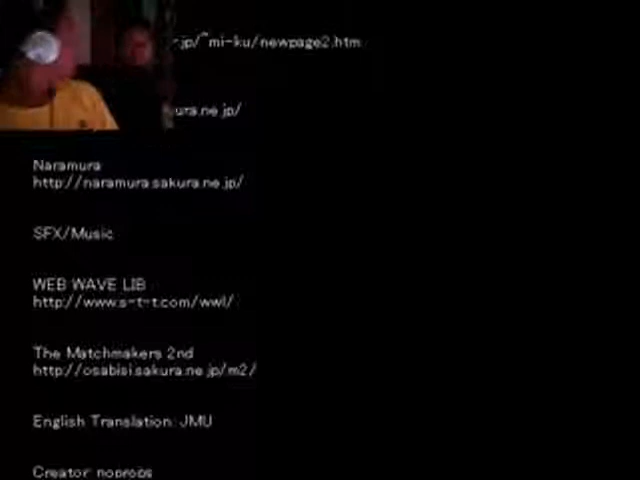 jp/~mi-ku/newpage2.htm
ura.ne.jp/
Naramura
http://naramura.sakura.ne.jp/
SFX/Music
WEB WAVE LIB
http://www.s-t-t.com/wwl/
The Matchmakers 2nd
http://osabisi.sakura.ne.jp/m2/
English Translation: JMU
Creator: noprops